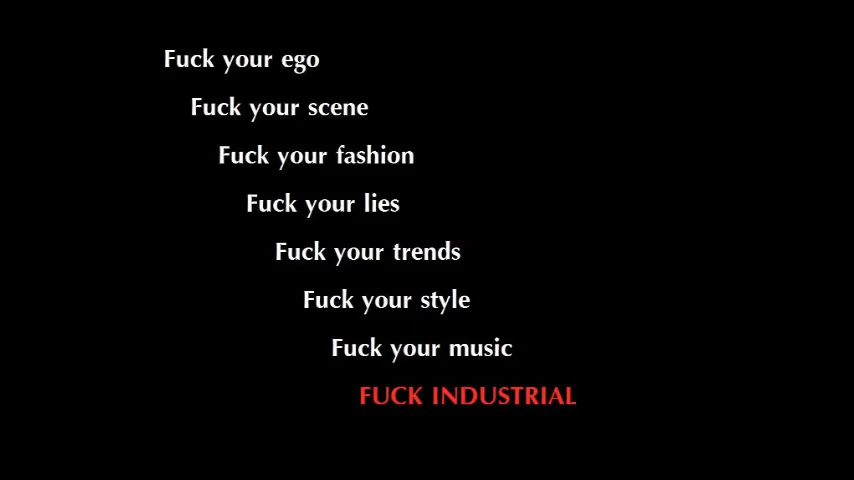 Fuck your ego
Fuck your scene
Fuck your fashion
Fuck your lies
Fuck your trends
Fuck your style
Fuck your music
FUCK INDUSTRIAL